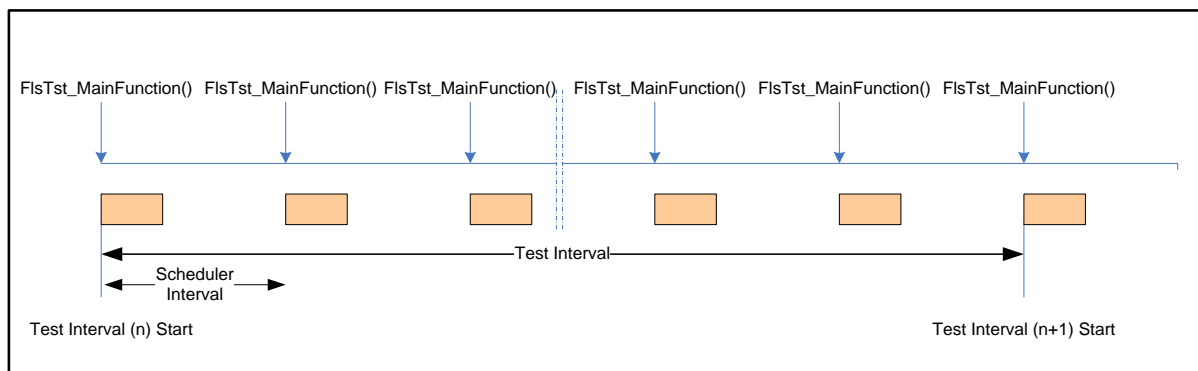 FlsTst_MainFunction() FlsTst_MainFunction() FlsTst_MainFunction() FlsTst_MainFunction() FlsTst_MainFunction() FlsTst_MainFunction()
Test Interval
Scheduler
Interval
Test Interval (n) Start Test Interval (n+1) Start